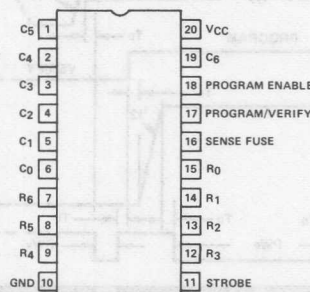 C5 1 20 VCC
C4 2 19 C6
C3 3 18 PROGRAM ENABLE
C2 4 17 PROGRAM/VERIFY
C1 5 16 SENSE FUSE
C0 6 15 R0
R6 7 14 R1
R5 8 13 R2
R4 9 12 R3
GND 10 11 STROBE